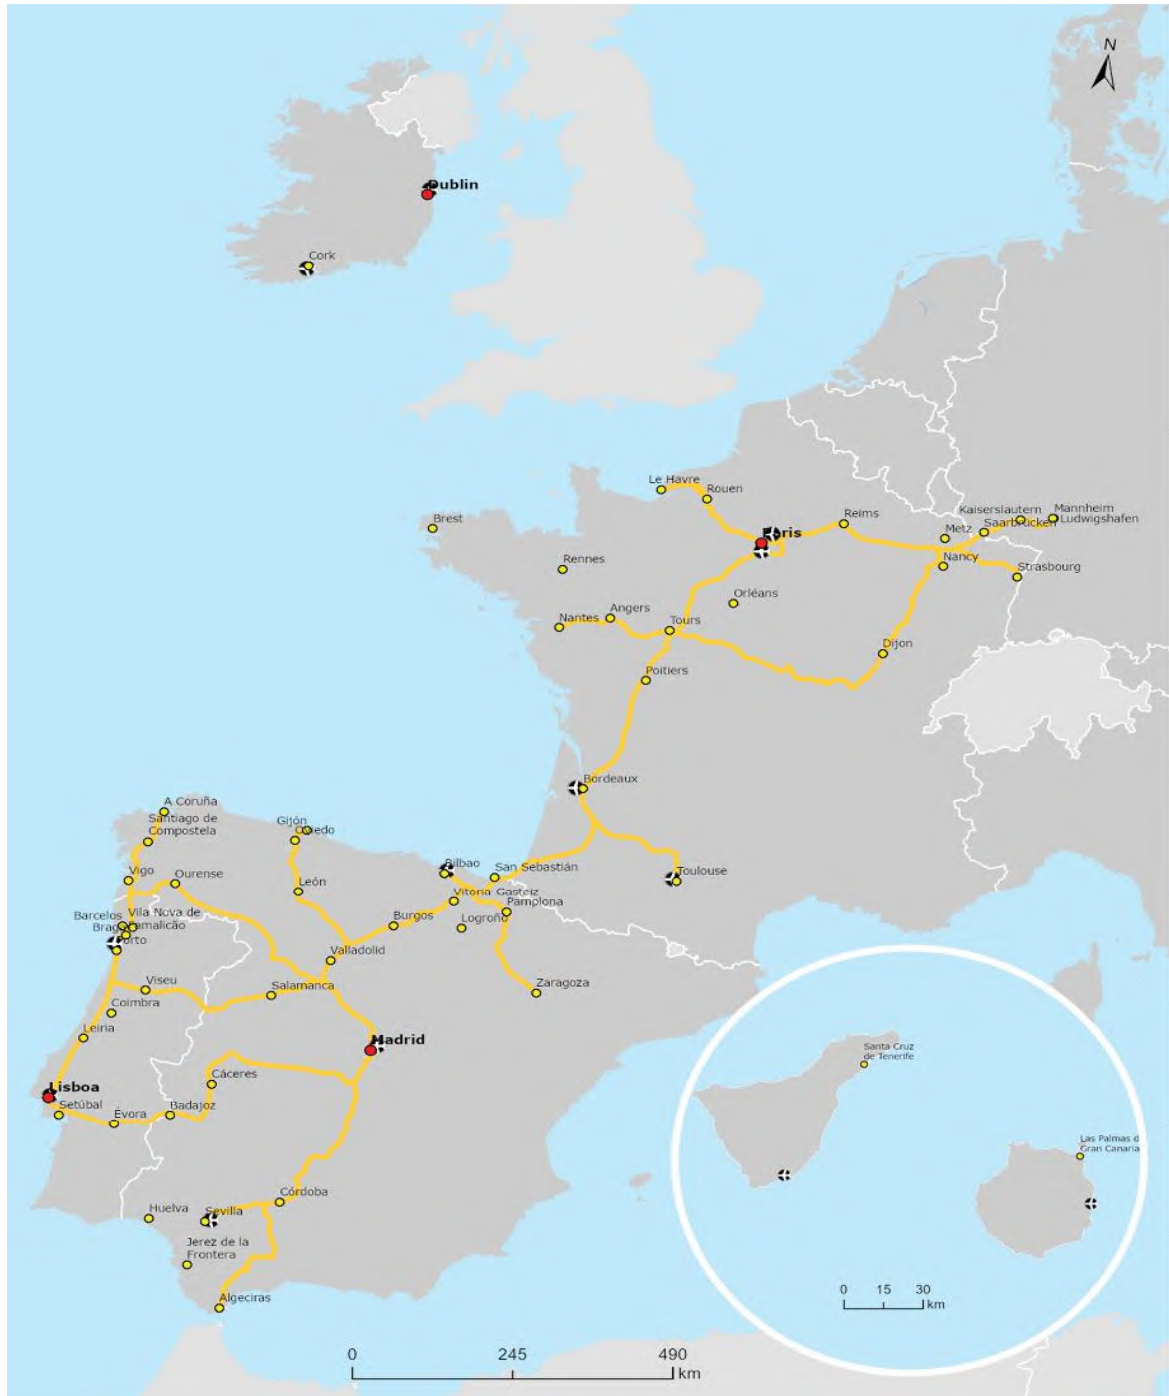 N
Dublin
Cork
Le Havre
Rouen
Brest
Paris
Reims
Kaiserslautern
Mannheim
Ludwigshafen
Saarbrücken
Metz
Nancy
Strasbourg
Rennes
Orléans
Nantes
Angers
Tours
Dijon
Poitiers
Bordeaux
A Coruña
Santiago de
Compostela
Gijón
Oviedo
Vigo
Ourense
León
Bilbao
San Sebastián
Toulouse
Vitoria-Gasteiz
Pamplona
Logroño
Burgos
Barcelos
Vila Nova de
Famalicão
Braga
Porto
Valladolid
Viseu
Salamanca
Zaragoza
Coimbra
Leiria
Madrid
Cáceres
Lisboa
Setúbal
Évora
Badajoz
Córdoba
Huelva
Sevilla
Jerez de la
Frontera
Algeciras
Santa Cruz
de Tenerife
Las Palmas d
Gran Canaria
0 15 30
km
0 245 490
km